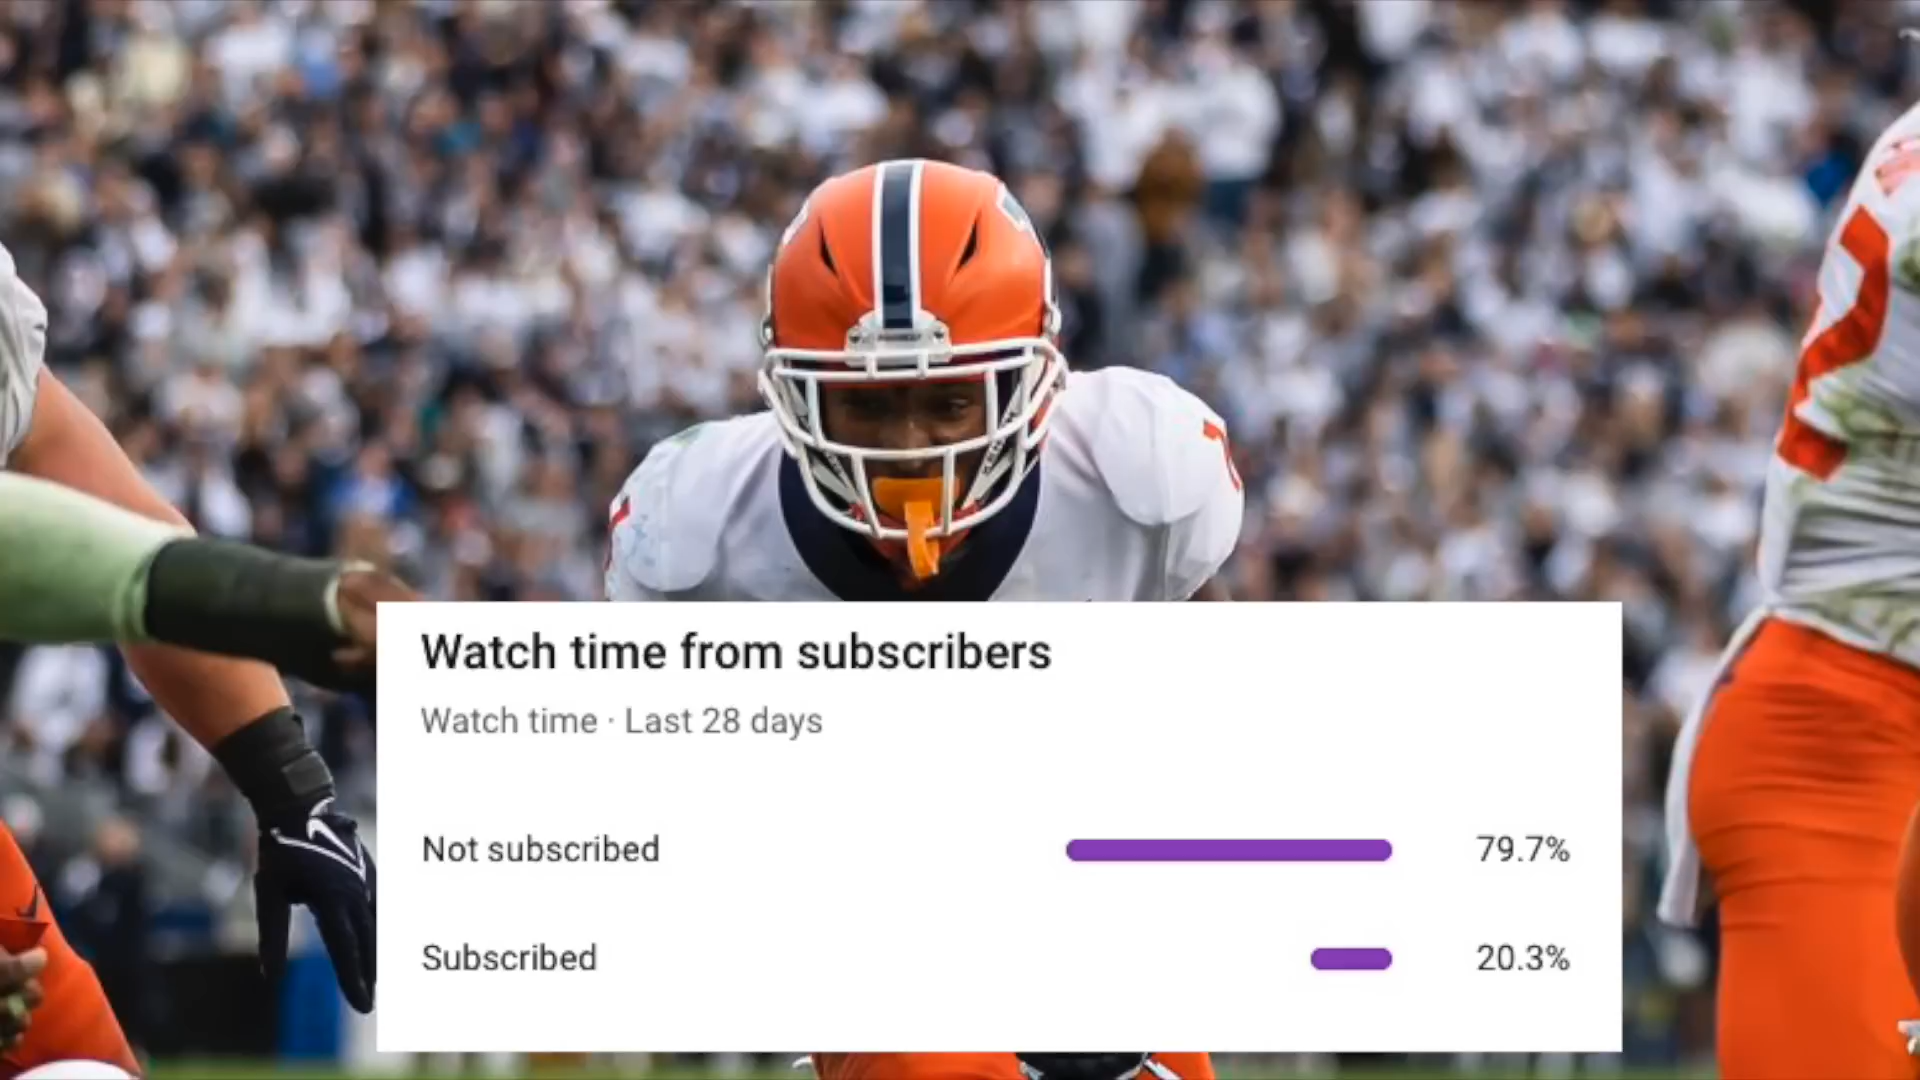 Watch time from subscribers
Watch time · Last 28 days
Not subscribed 79.7%
Subscribed 20.3%